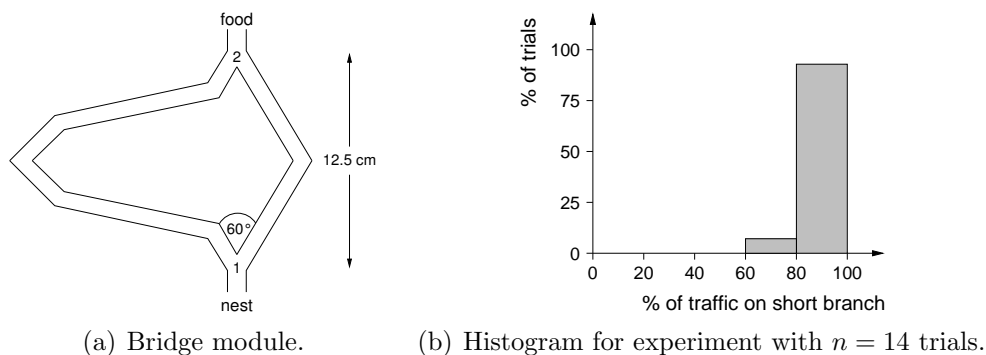 food
2
12.5 cm
60°
1
nest
(a) Bridge module.
% of trials
100
75
50
25
0
0 20 40 60 80 100
% of traffic on short branch
(b) Histogram for experiment with n = 14 trials.